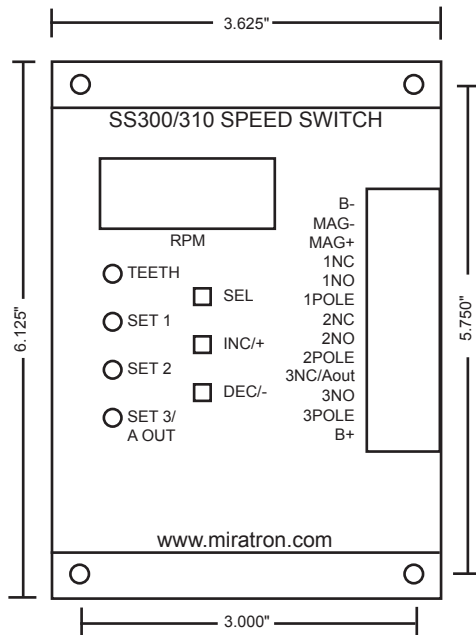 3.625"
SS300/310 SPEED SWITCH
RPM
TEETH
SET 1
SET 2
SET 3/
A OUT
SEL
INC/+
DEC/-
B-
MAG-
MAG+
1NC
1NO
1POLE
2NC
2NO
2POLE
3NC/Aout
3NO
3POLE
B+
6.125"
5.750"
www.miratron.com
3.000"